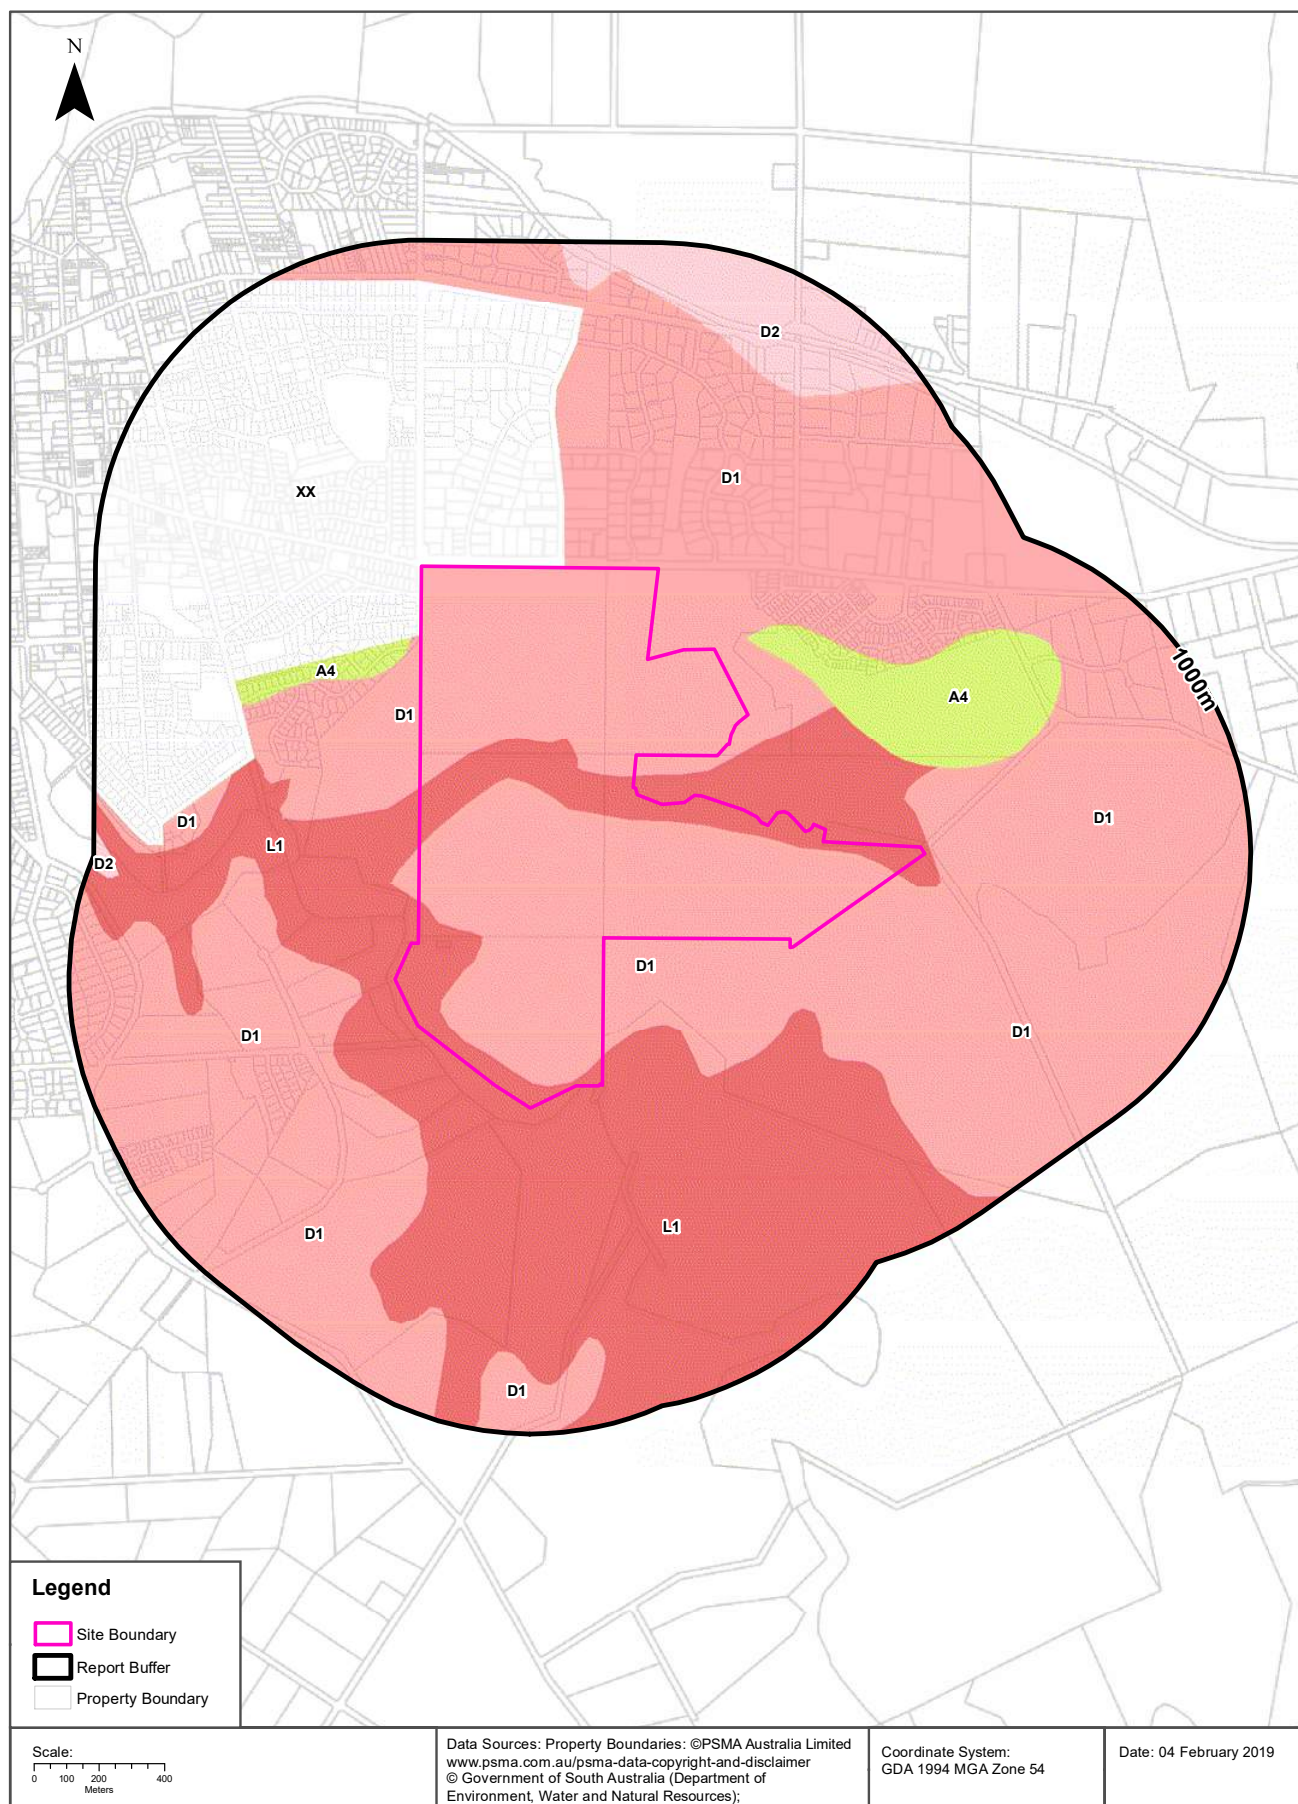 N
D2
D1
XX
1000m
A4
A4
D1
D1
D1
L1
D2
D1
D1
D1
L1
D1
D1
Legend
Site Boundary
Report Buffer
Property Boundary
Scale:
0 100 200 400
Meters
Data Sources: Property Boundaries: ©PSMA Australia Limited
www.psma.com.au/psma-data-copyright-and-disclaimer
© Government of South Australia (Department of
Environment, Water and Natural Resources);
Coordinate System:
GDA 1994 MGA Zone 54
Date: 04 February 2019